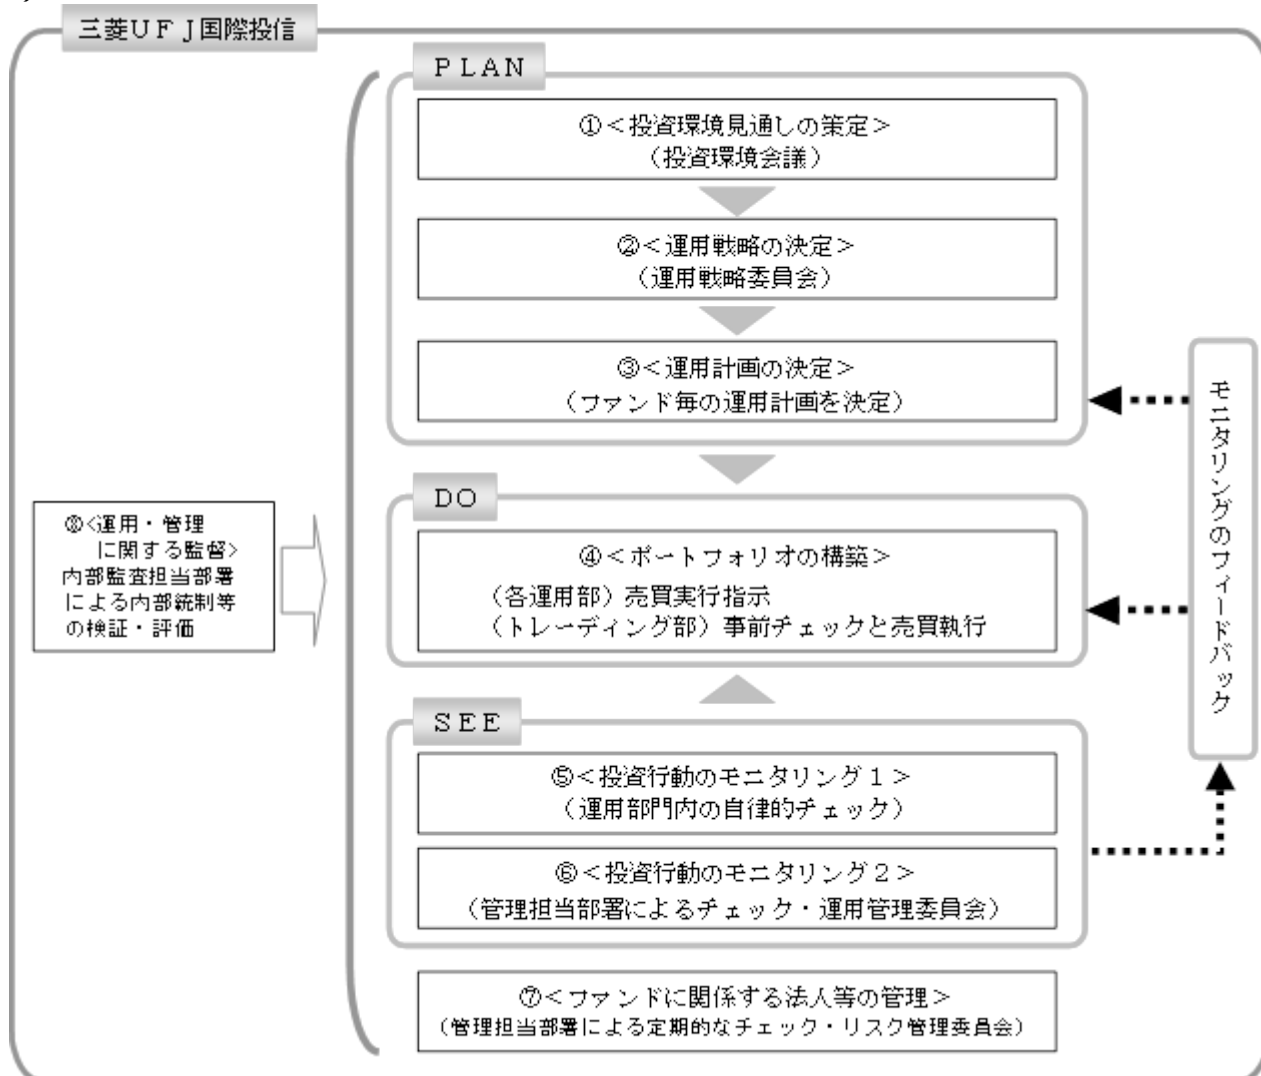 三菱UFJ国際投信
PLAN
①<投資環境見通しの策定>
(投資環境会議)
②<運用戦略の決定>
(運用戦略委員会)
③<運用計画の決定>
(ファンド毎の運用計画を決定)
DO
④<ポートフォリオの構築>
(各運用部)売買実行指示
(トレーディング部)事前チェックと売買執行
SEE
⑤<投資行動のモニタリング1>
(運用部門内の自律的チェック)
⑥<投資行動のモニタリング2>
(管理担当部署によるチェック・運用管理委員会)
⑦<ファンドに関係する法人等の管理>
(管理担当部署による定期的なチェック・リスク管理委員会)
⑧<運用・管理
に関する監督>
内部監査担当部署
による内部統制等
の検証・評価
モニタリングのフィードバック